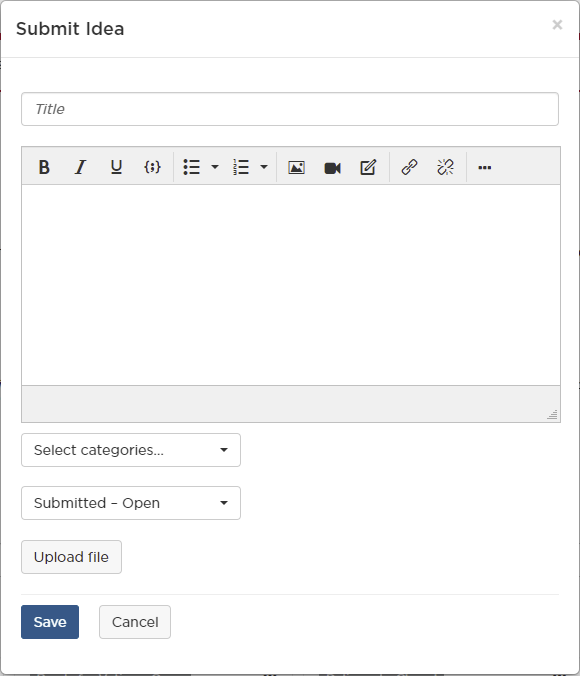 Submit Idea ×
Title
B I U {;}
Select categories...
Submitted – Open
Upload file
Save Cancel